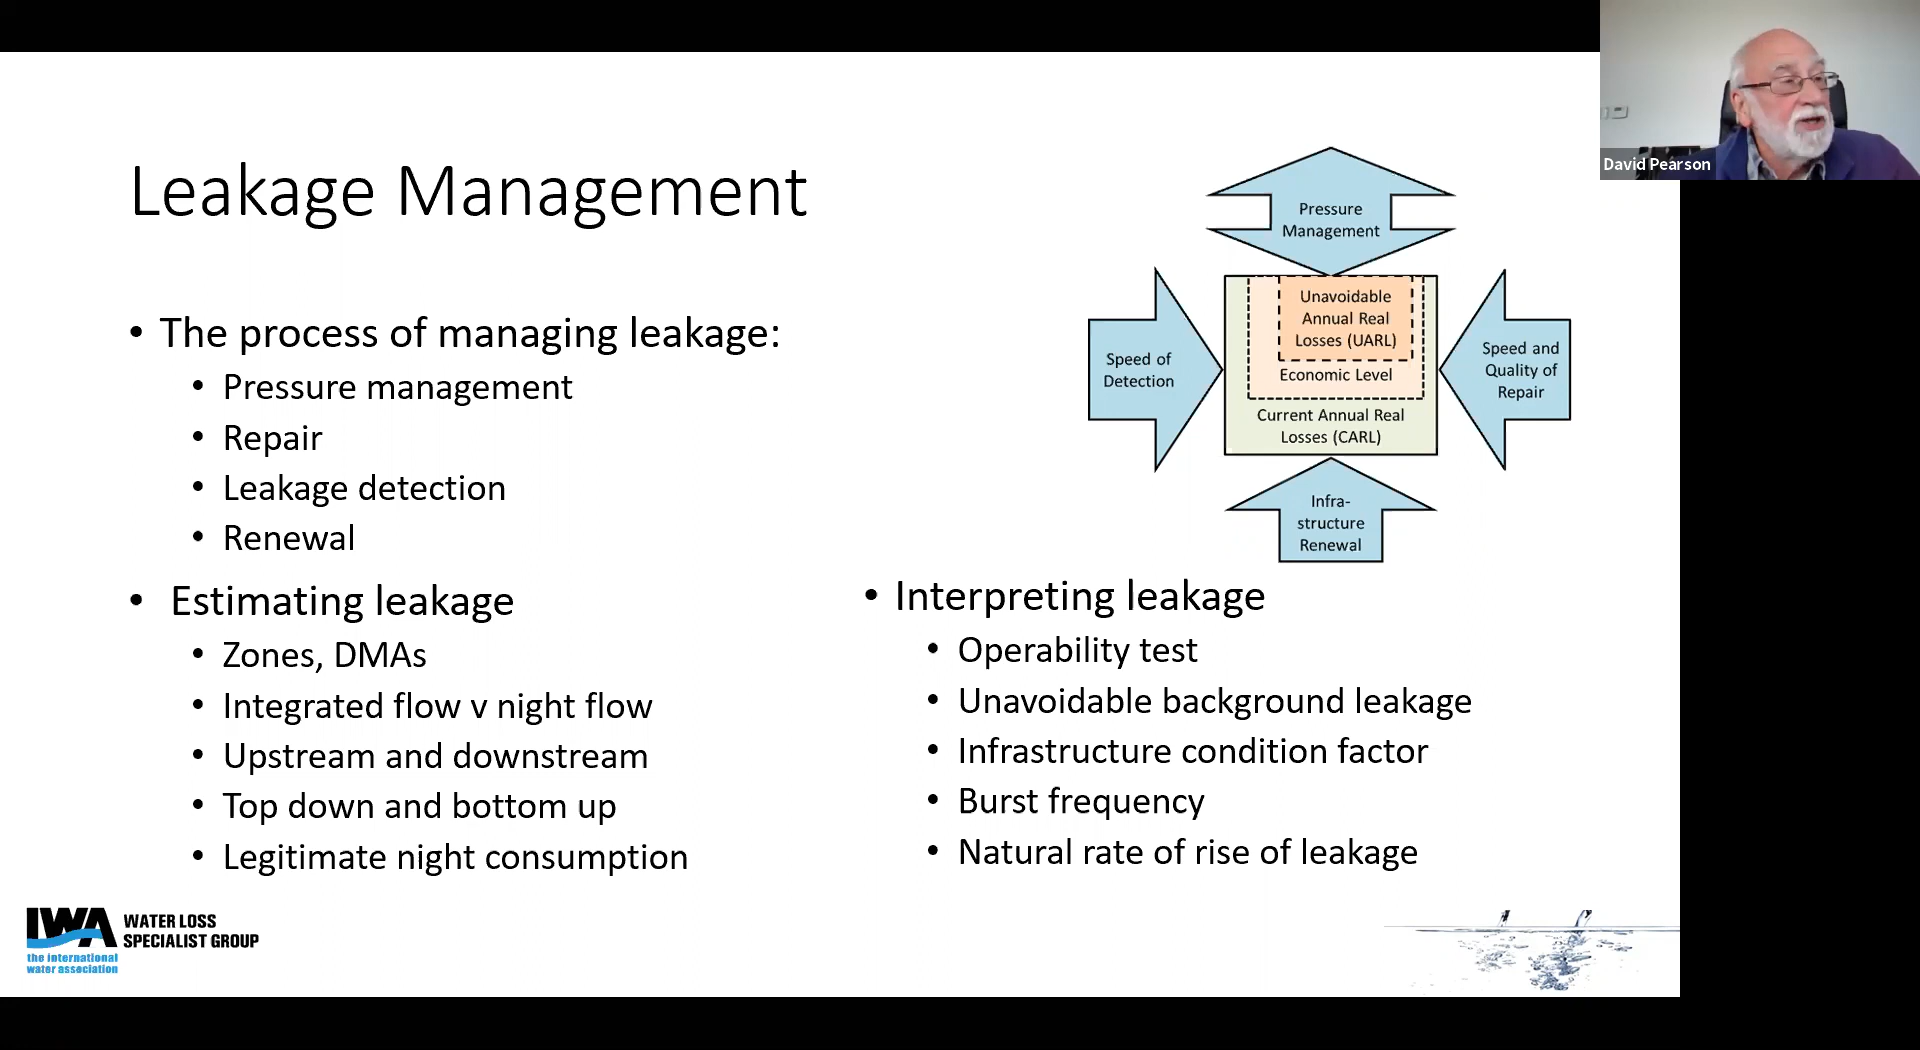 David Pearson
Leakage Management
• The process of managing leakage:
• Pressure management
• Repair
• Leakage detection
• Renewal
• Estimating leakage
• Zones, DMAs
• Integrated flow v night flow
• Upstream and downstream
• Top down and bottom up
• Legitimate night consumption
Pressure
Management
Speed of
Detection
Unavoidable
Annual Real
Losses (UARL)
Economic Level
Current Annual Real
Losses (CARL)
Speed and
Quality of
Repair
Infra-
structure
Renewal
• Interpreting leakage
• Operability test
• Unavoidable background leakage
• Infrastructure condition factor
• Burst frequency
• Natural rate of rise of leakage
IWA
WATER LOSS
SPECIALIST GROUP
the international
water association